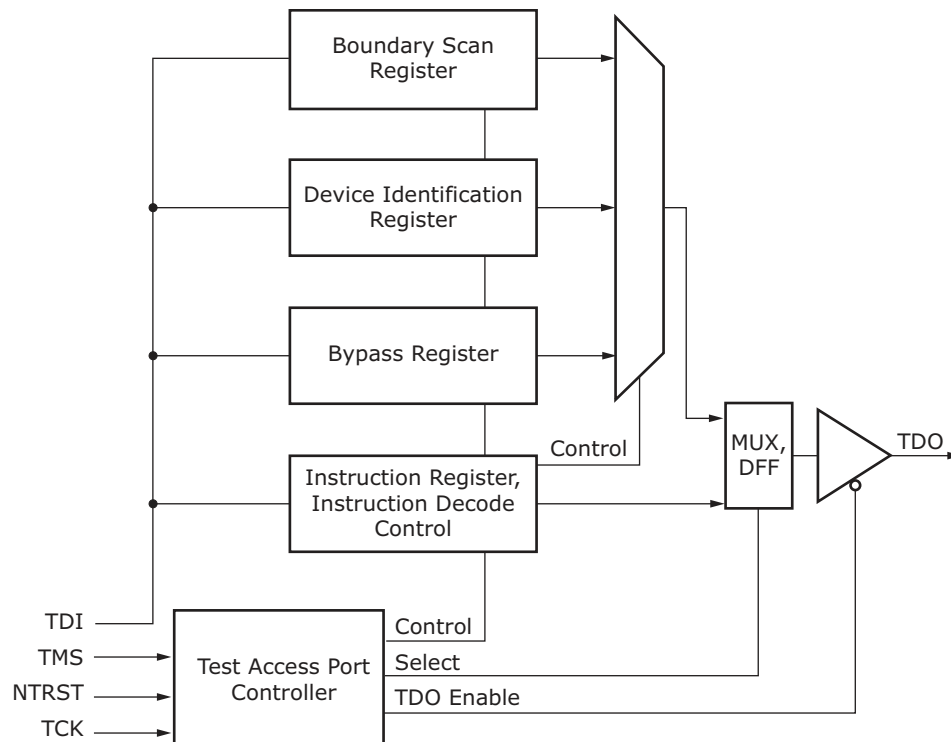 Boundary Scan
Register
Device Identification
Register
Bypass Register
Control
MUX,
DFF
TDO
Instruction Register,
Instruction Decode
Control
TDI
TMS
NTRST
TCK
Test Access Port
Controller
Control
Select
TDO Enable